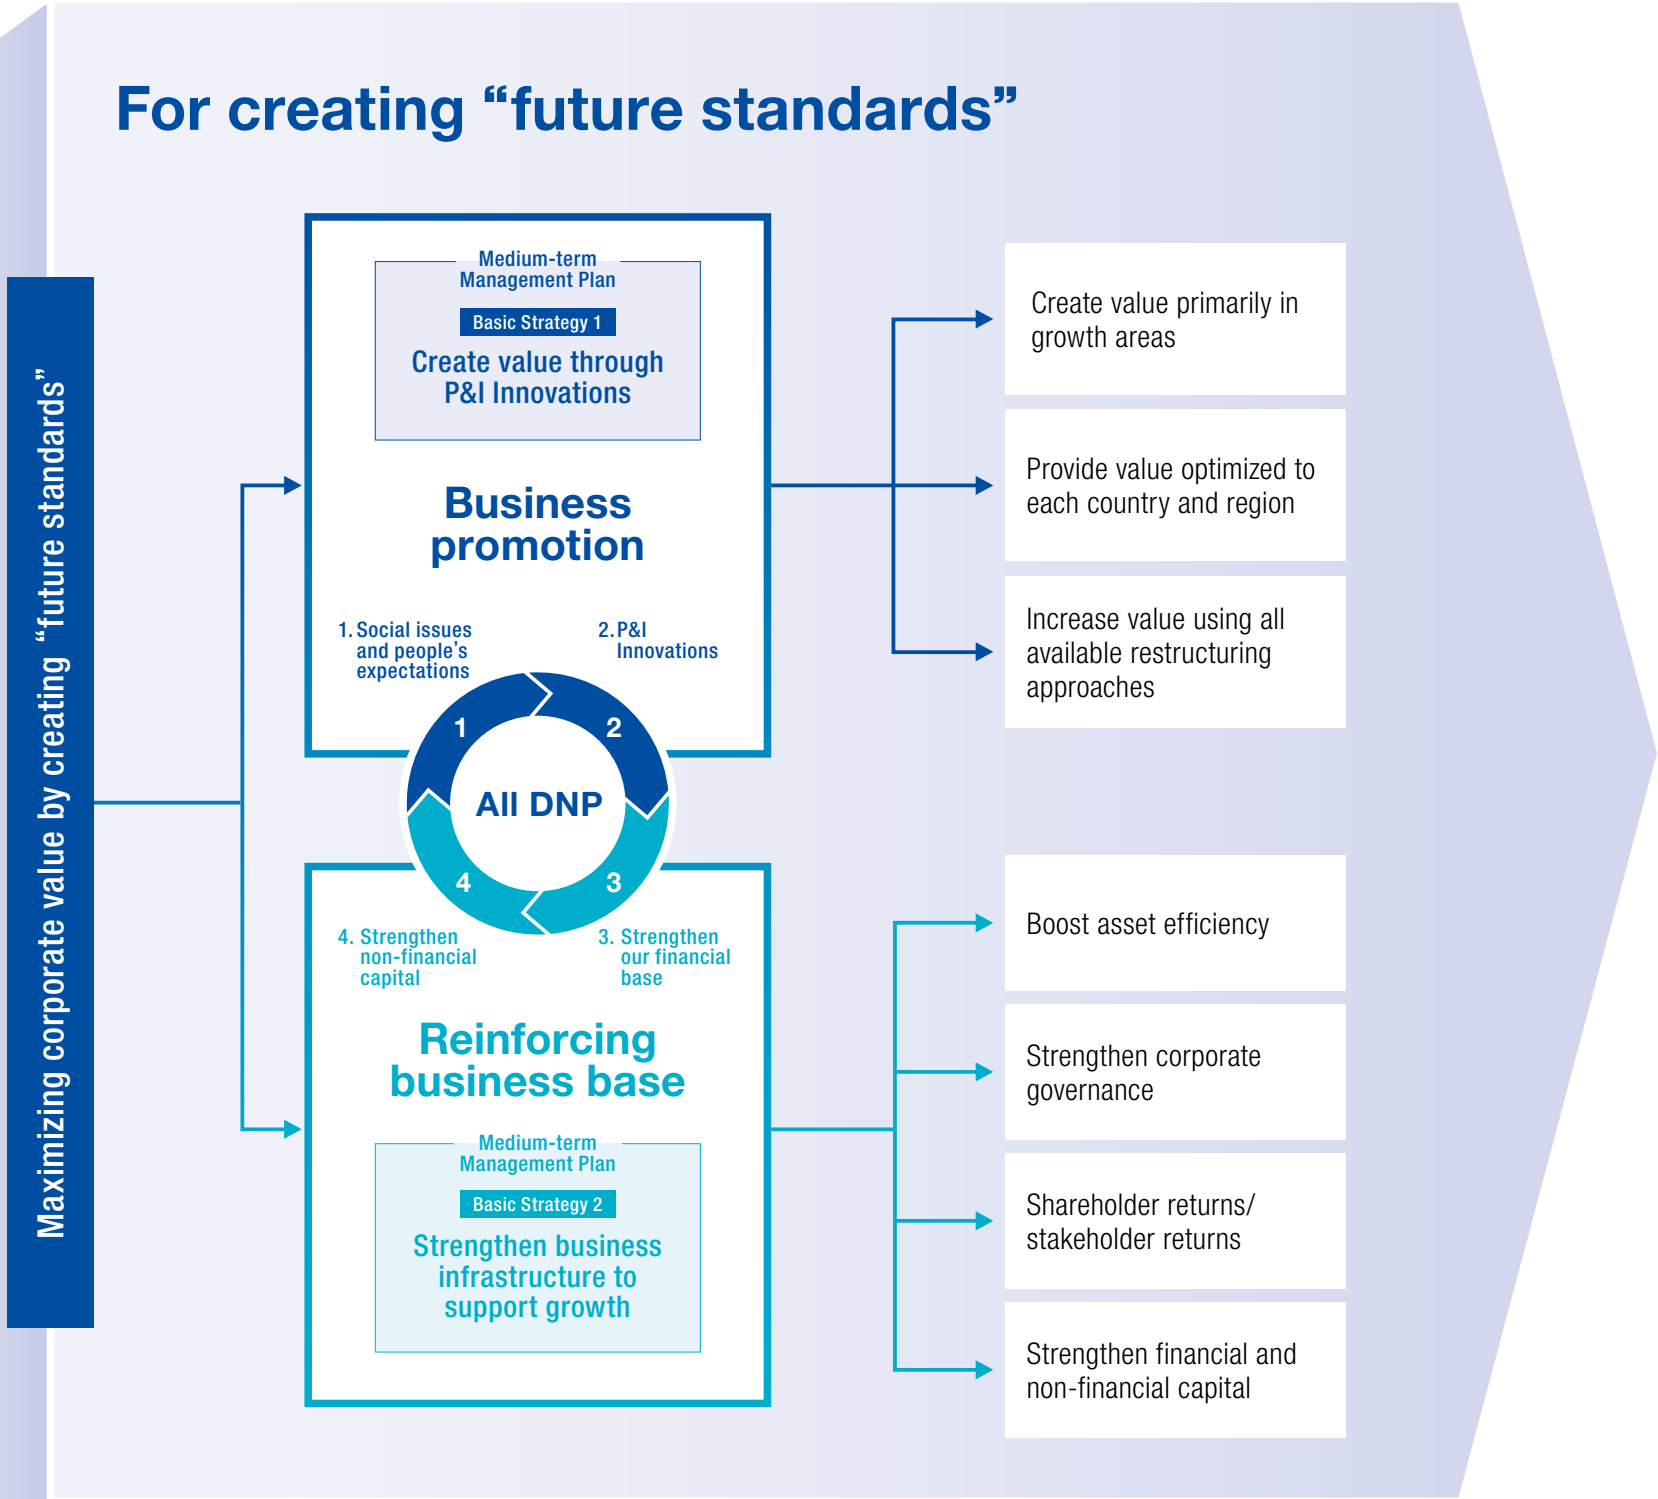 For creating “future standards”
Maximizing corporate value by creating “future standards”
Medium-term
Management Plan
Basic Strategy 1
Create value through
P&I Innovations
Business
promotion
1. Social issues
and people’s
expectations
2. P&I
Innovations
1
2
All DNP
4
3
4. Strengthen
non-financial
capital
3. Strengthen
our financial
base
Reinforcing
business base
Medium-term
Management Plan
Basic Strategy 2
Strengthen business
infrastructure to
support growth
Create value primarily in
growth areas
Provide value optimized to
each country and region
Increase value using all
available restructuring
approaches
Boost asset efficiency
Strengthen corporate
governance
Shareholder returns/
stakeholder returns
Strengthen financial and
non-financial capital